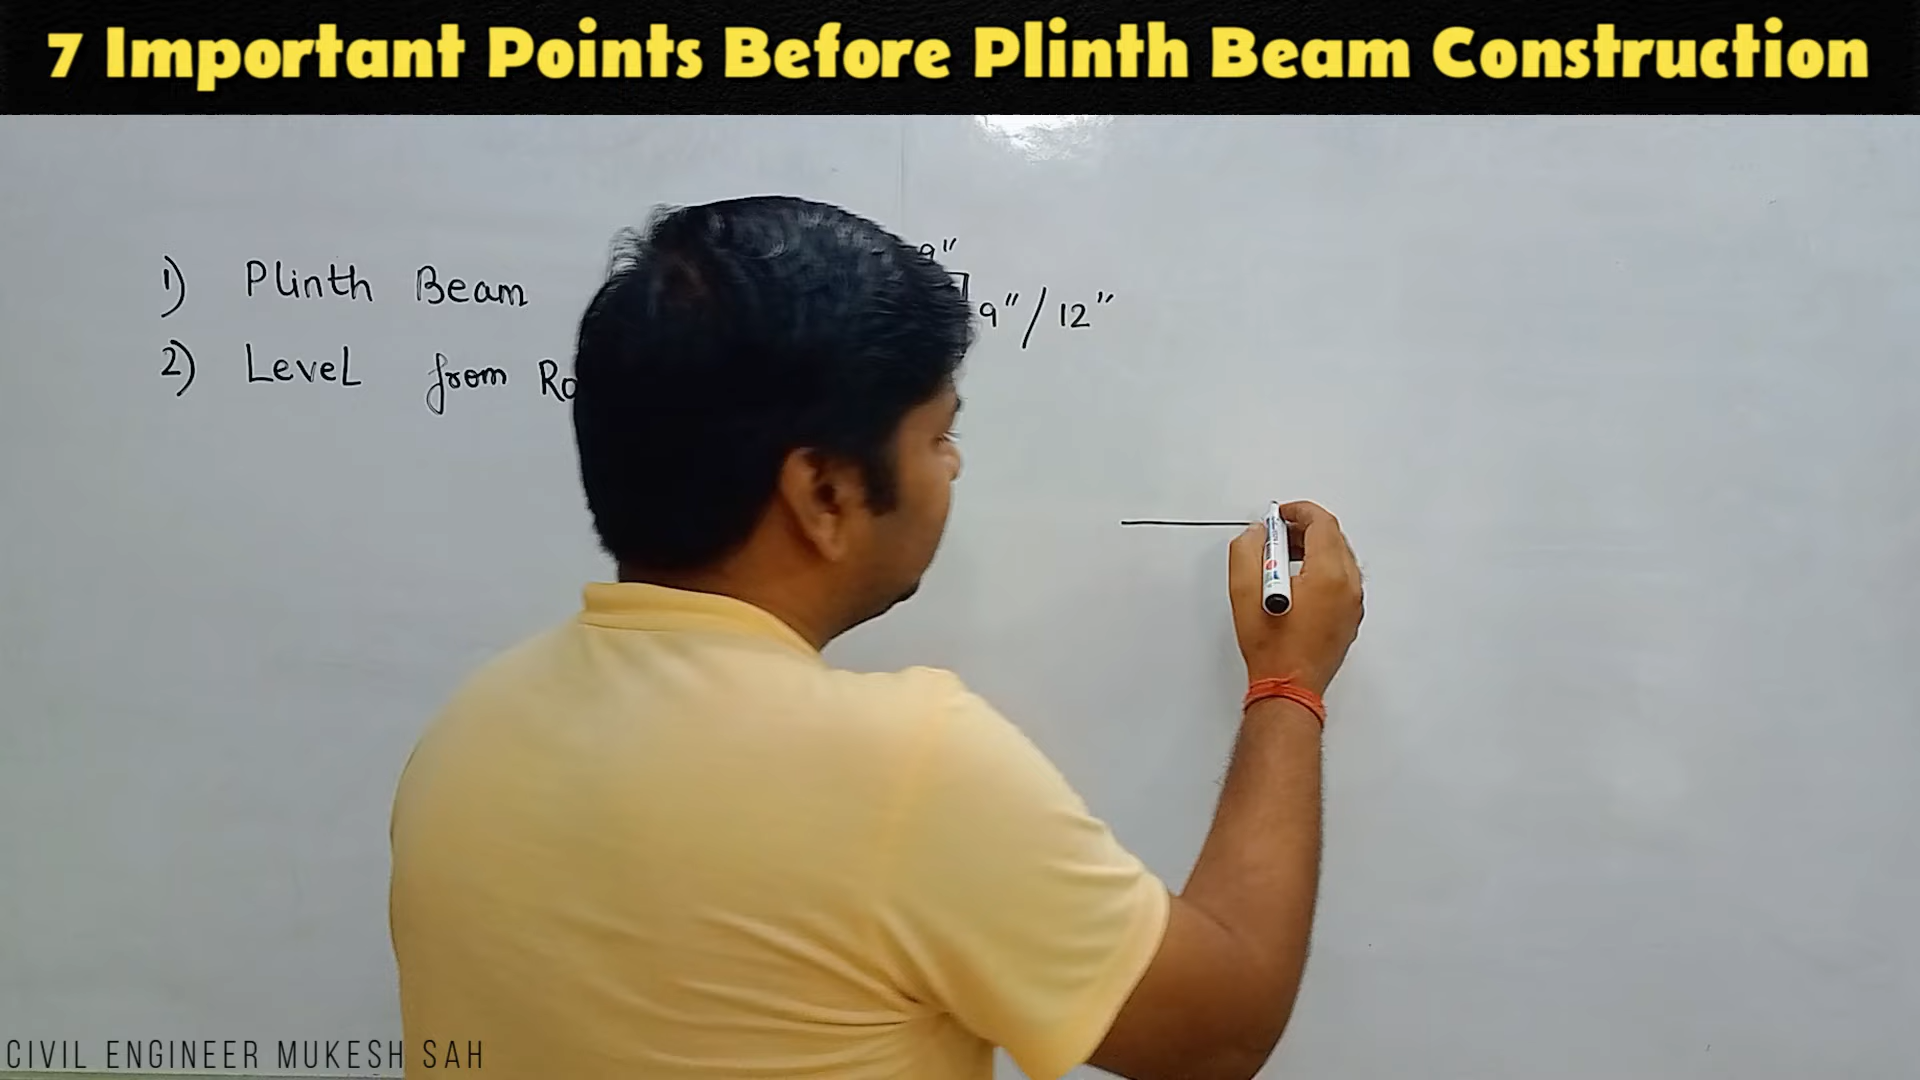 7 Important Points Before Plinth Beam Construction
1) Plinth Beam 9"
9"/12"
2) Level from
CIVIL ENGINEER MUKESH SAH